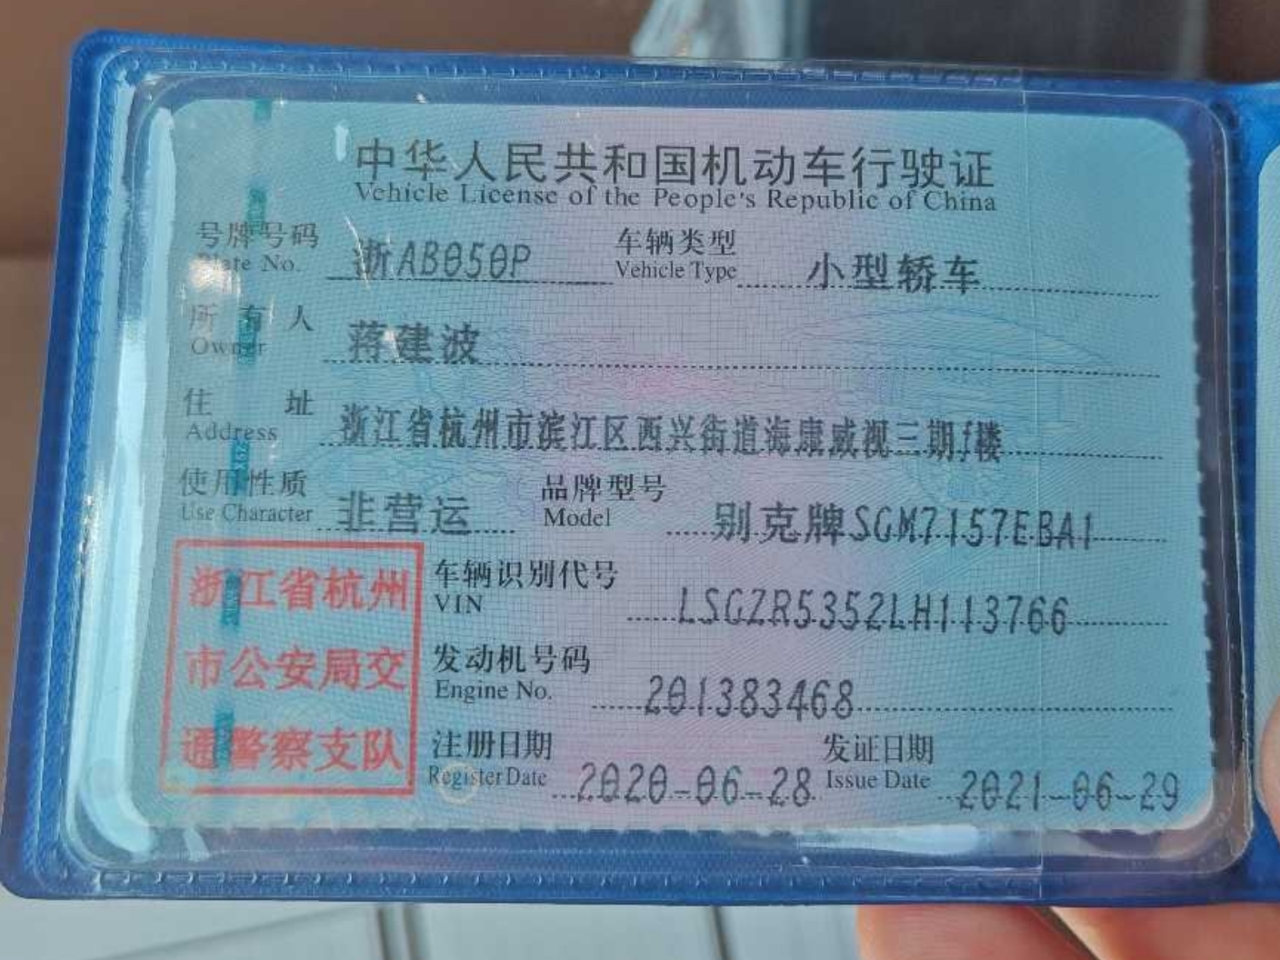 中华人民共和国机动车行驶证
Vehicle License of the People's Republic of China
号牌号码 浙AB050P 车辆类型 小型轿车
Plate No. Vehicle Type
所有人 蒋建波
Owner
住址 浙江省杭州市滨江区西兴街道海康威视三期f楼
Address
使用性质 非营运 品牌型号 别克牌SGM7157EBA1
Use Character Model
车辆识别代号 LSGZR5352LH113766
VIN
发动机号码 201383468
Engine No.
注册日期 2020-06-28 发证日期 2021-06-29
Register Date Issue Date
浙江省杭州
市公安局交
通警察支队